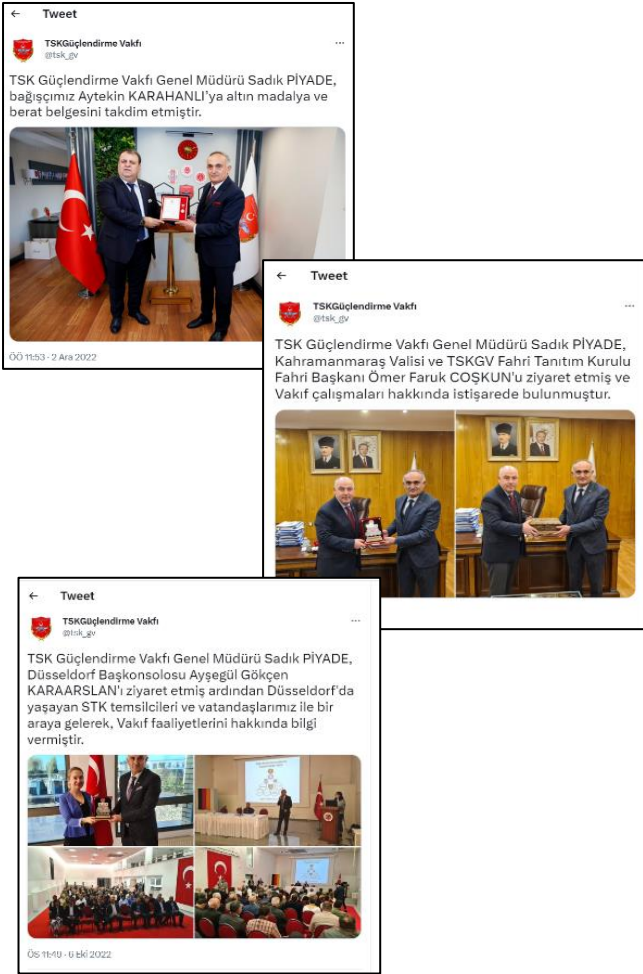 ← Tweet
TSKGüçlendirme Vakfı
@tsk_gv
TSK Güçlendirme Vakfı Genel Müdürü Sadık PİYADE,
bağışçımız Aytekin KARAHANLI'ya altın madalya ve
berat belgesini takdim etmiştir.
ÖÖ 11:53 · 2 Ara 2022
← Tweet
TSKGüçlendirme Vakfı
@tsk_gv
TSK Güçlendirme Vakfı Genel Müdürü Sadık PİYADE,
Kahramanmaraş Valisi ve TSKGV Fahri Tanıtım Kurulu
Fahri Başkanı Ömer Faruk COŞKUN'u ziyaret etmiş ve
Vakıf çalışmaları hakkında istişarede bulunmuştur.
← Tweet
TSKGüçlendirme Vakfı
@tsk_gv
TSK Güçlendirme Vakfı Genel Müdürü Sadık PİYADE,
Düsseldorf Başkonsolosu Ayşegül Gökçen
KARAARSLAN'ı ziyaret etmiş ardından Düsseldorf'da
yaşayan STK temsilcileri ve vatandaşlarımız ile bir
araya gelerek, Vakıf faaliyetlerini hakkında bilgi
vermiştir.
ÖS 11:49 · 6 Eki 2022